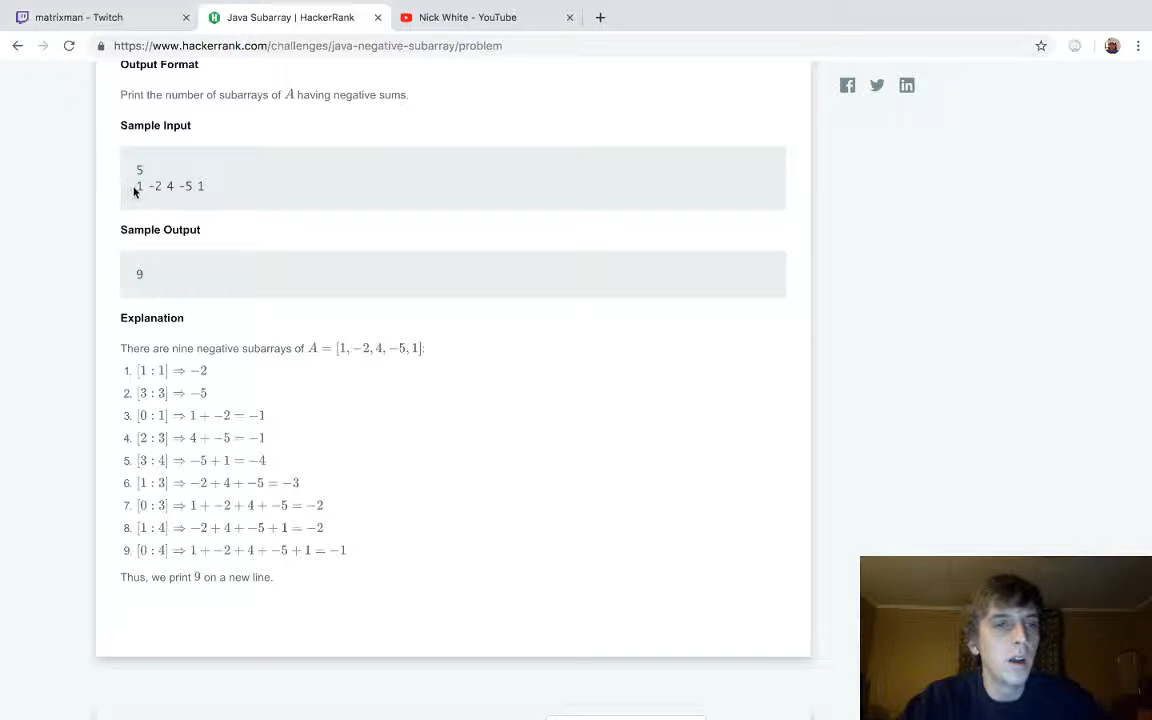 matrixman - Twitch
Java Subarray | HackerRank
Nick White - YouTube
https://www.hackerrank.com/challenges/java-negative-subarray/problem
Output Format
Print the number of subarrays of A having negative sums.
Sample Input
5
1 -2 4 -5 1
Sample Output
9
Explanation
There are nine negative subarrays of A = [1, −2, 4, −5, 1]:
1. [1 : 1] ⇒ −2
2. [3 : 3] ⇒ −5
3. [0 : 1] ⇒ 1 + −2 = −1
4. [2 : 3] ⇒ 4 + −5 = −1
5. [3 : 4] ⇒ −5 + 1 = −4
6. [1 : 3] ⇒ −2 + 4 + −5 = −3
7. [0 : 3] ⇒ 1 + −2 + 4 + −5 = −2
8. [1 : 4] ⇒ −2 + 4 + −5 + 1 = −2
9. [0 : 4] ⇒ 1 + −2 + 4 + −5 + 1 = −1
Thus, we print 9 on a new line.